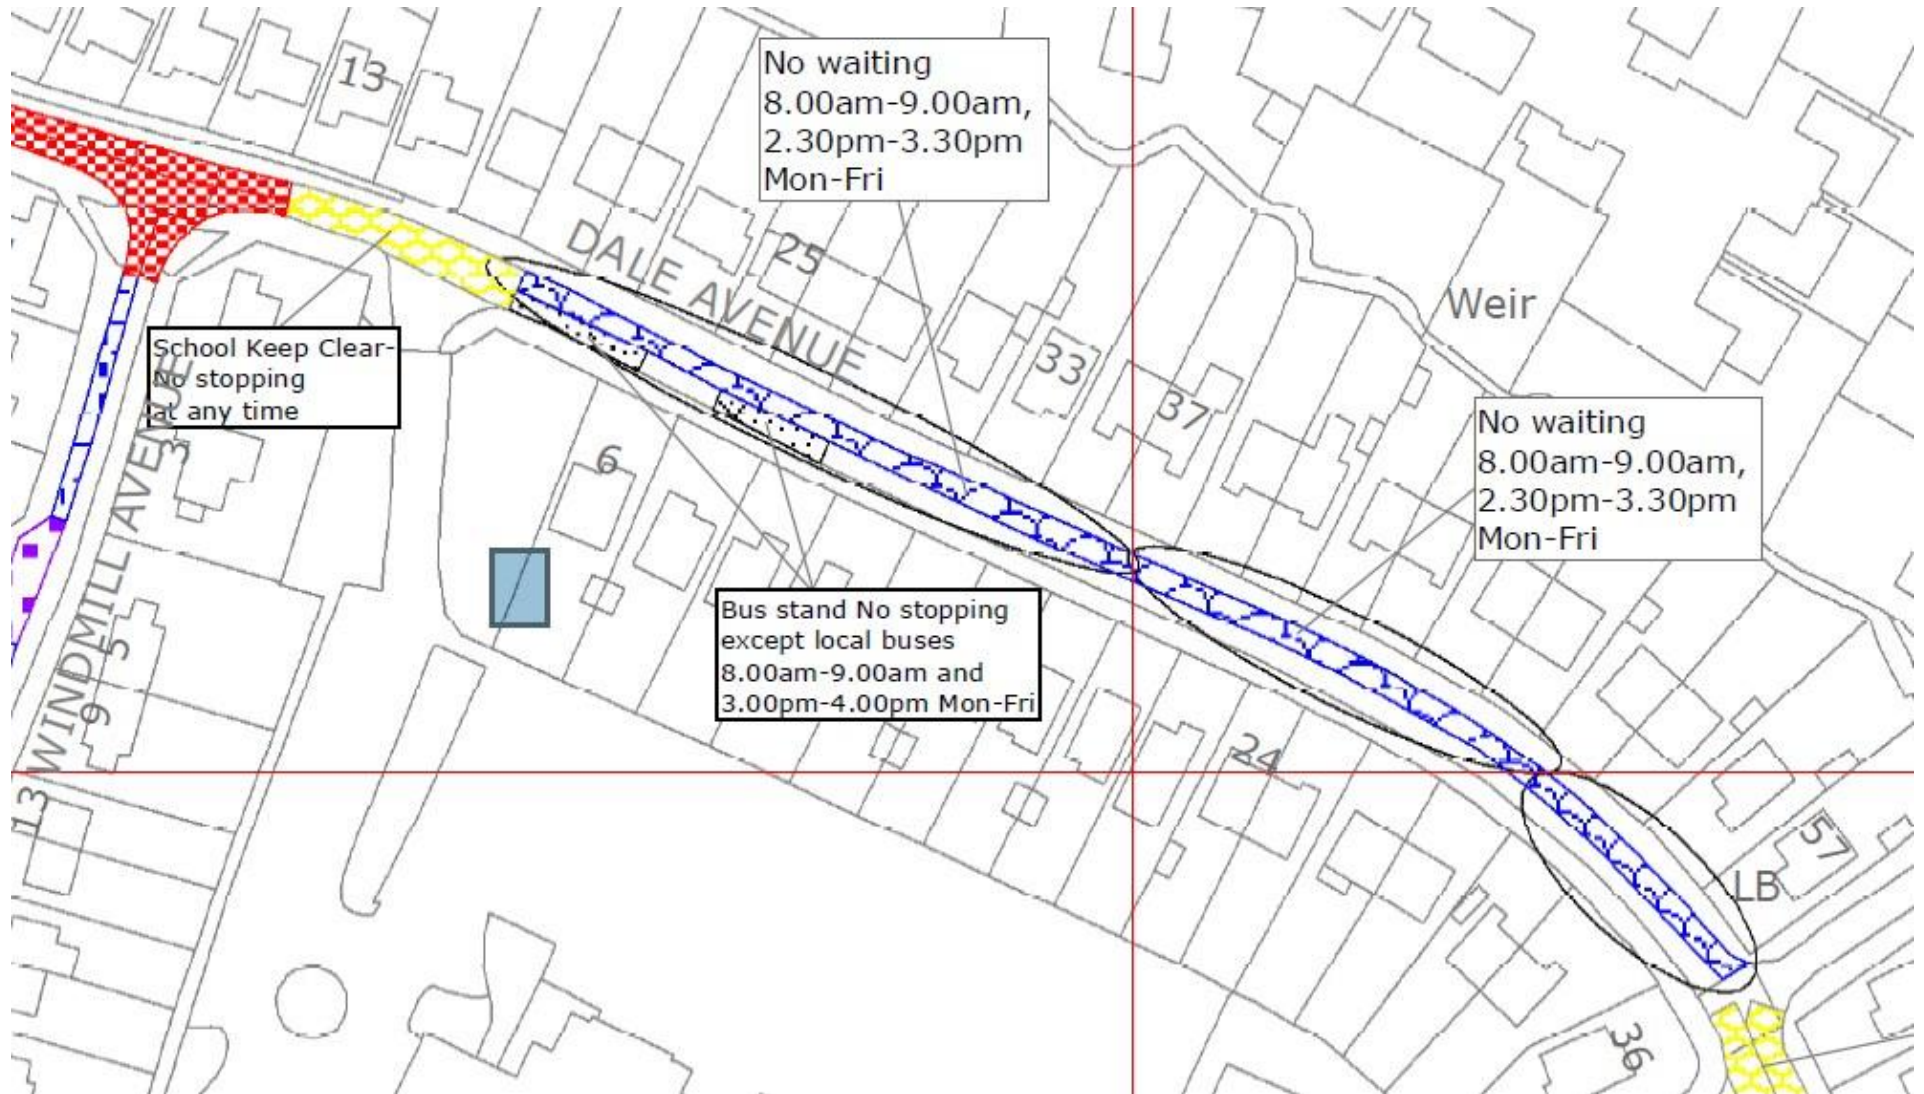 13
No waiting
8.00am-9.00am,
2.30pm-3.30pm
Mon-Fri
DALE AVENUE
25
33
37
Weir
School Keep Clear-
No stopping
at any time
No waiting
8.00am-9.00am,
2.30pm-3.30pm
Mon-Fri
3
6
Bus stand No stopping
except local buses
8.00am-9.00am and
3.00pm-4.00pm Mon-Fri
WINDMILL AVENUE
5
9
13
24
57
LB
36